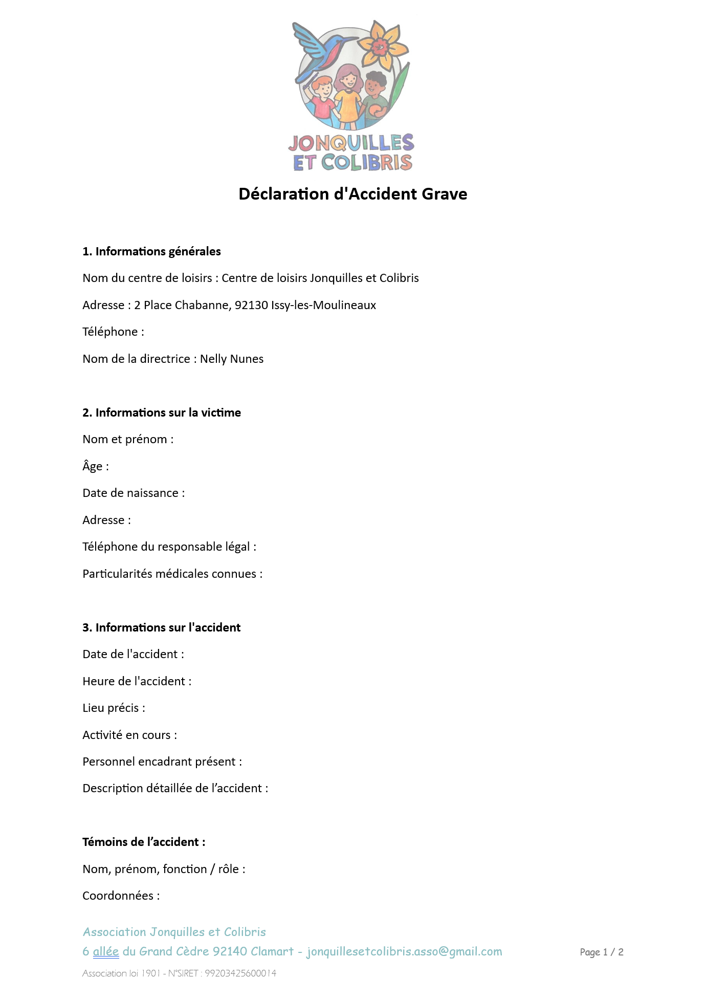 JONQUILLES
ET COLIBRIS
Déclaration d'Accident Grave
1. Informations générales
Nom du centre de loisirs : Centre de loisirs Jonquilles et Colibris
Adresse : 2 Place Chabanne, 92130 Issy-les-Moulineaux
Téléphone :
Nom de la directrice : Nelly Nunes
2. Informations sur la victime
Nom et prénom :
Âge :
Date de naissance :
Adresse :
Téléphone du responsable légal :
Particularités médicales connues :
3. Informations sur l'accident
Date de l'accident :
Heure de l'accident :
Lieu précis :
Activité en cours :
Personnel encadrant présent :
Description détaillée de l’accident :
Témoins de l’accident :
Nom, prénom, fonction / rôle :
Coordonnées :
Association Jonquilles et Colibris
6 allée du Grand Cèdre 92140 Clamart - jonquillesetcolibris.asso@gmail.com Page 1 / 2
Association loi 1901 - N°SIRET : 99203425600014